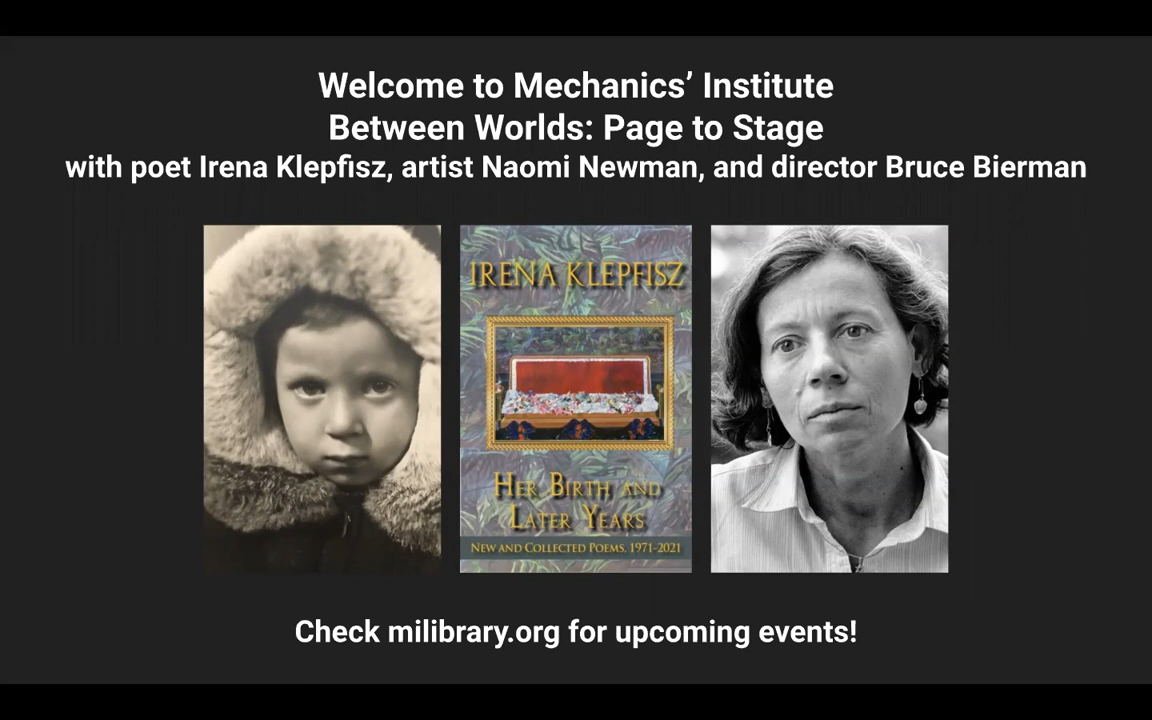 Welcome to Mechanics’ Institute
Between Worlds: Page to Stage
with poet Irena Klepfisz, artist Naomi Newman, and director Bruce Bierman
IRENA KLEPFISZ
HER BIRTH AND
LATER YEARS
NEW AND COLLECTED POEMS, 1971-2021
Check milibrary.org for upcoming events!